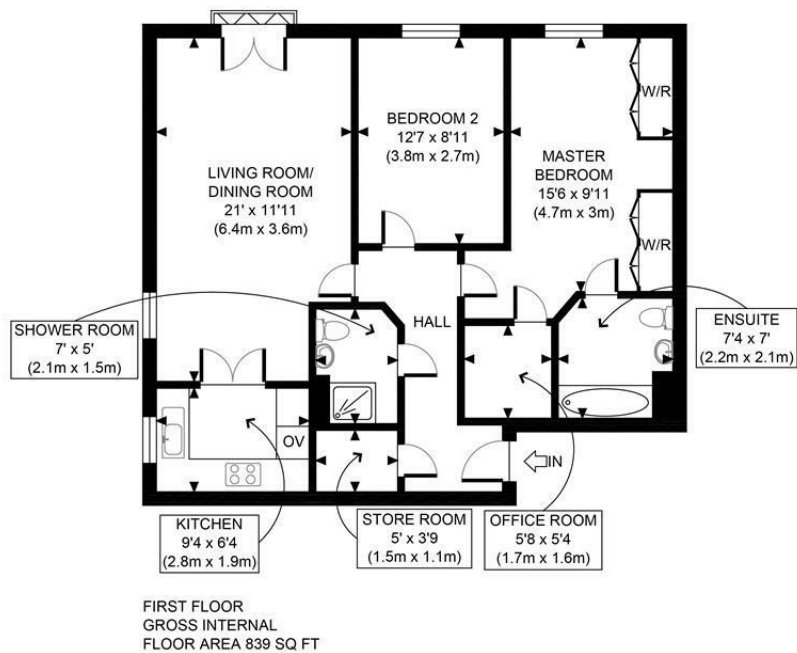 LIVING ROOM/
DINING ROOM
21' x 11'11
(6.4m x 3.6m)
BEDROOM 2
12'7 x 8'11
(3.8m x 2.7m)
MASTER
BEDROOM
15'6 x 9'11
(4.7m x 3m)
W/R
W/R
HALL
SHOWER ROOM
7' x 5'
(2.1m x 1.5m)
ENSUITE
7'4 x 7'
(2.2m x 2.1m)
OV
IN
KITCHEN
9'4 x 6'4
(2.8m x 1.9m)
STORE ROOM
5' x 3'9
(1.5m x 1.1m)
OFFICE ROOM
5'8 x 5'4
(1.7m x 1.6m)
FIRST FLOOR
GROSS INTERNAL
FLOOR AREA 839 SQ FT